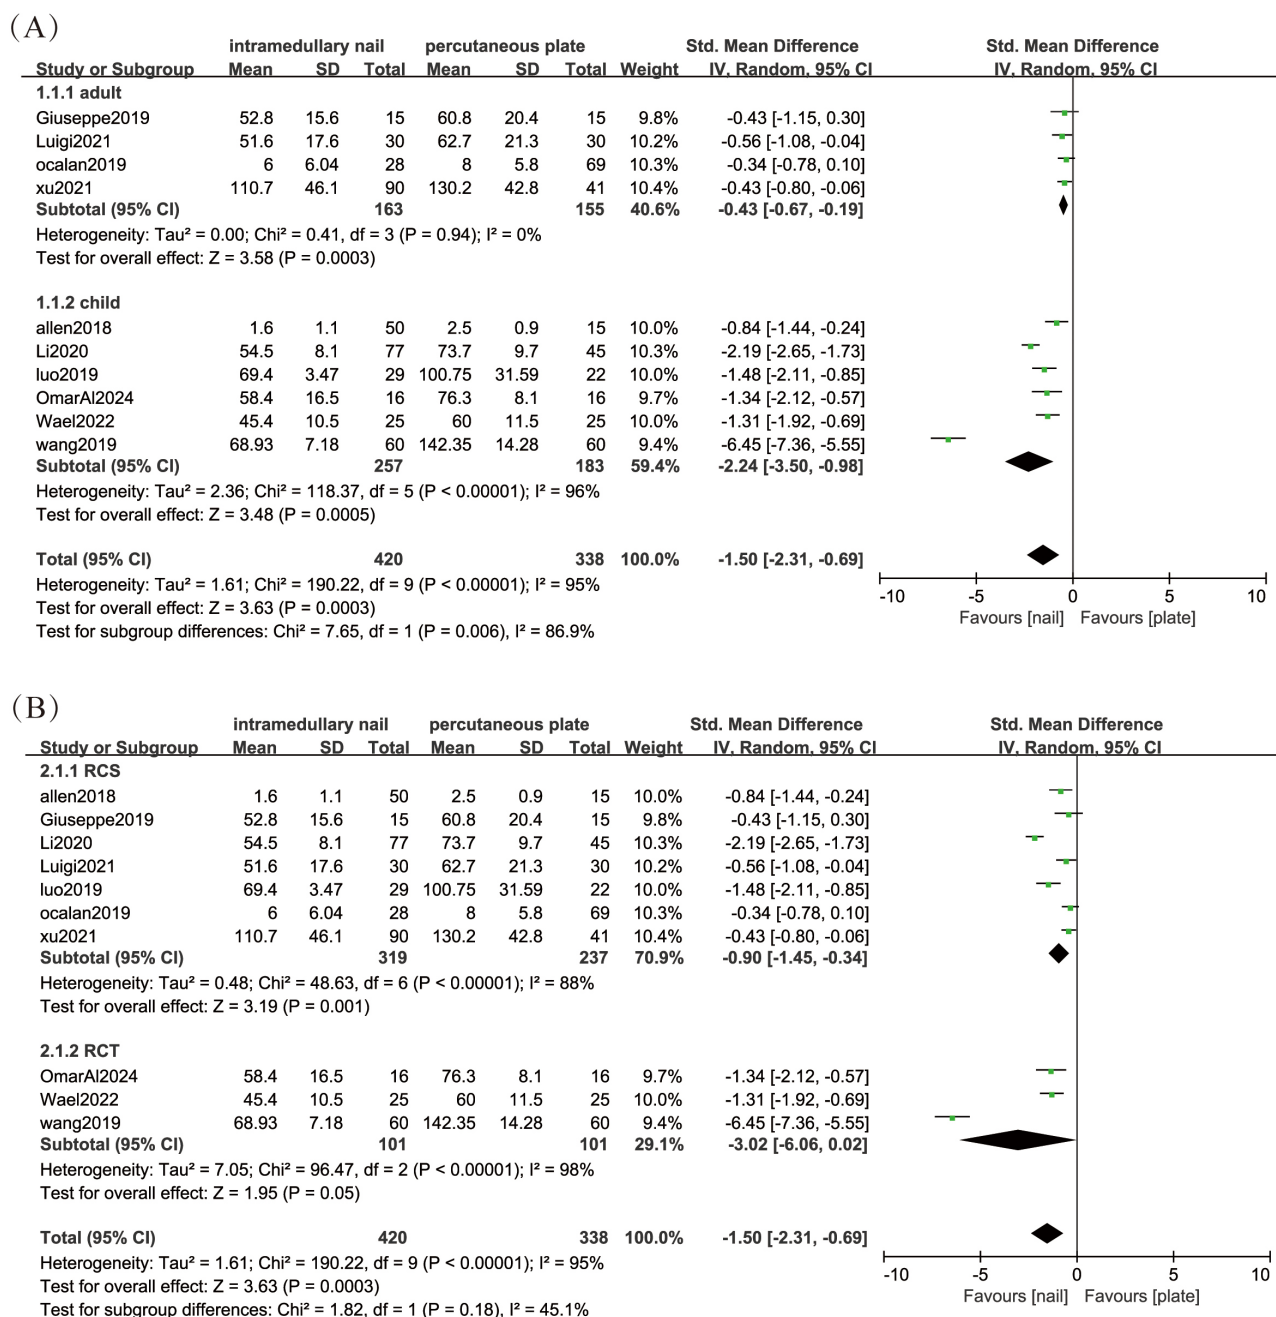 (A)
intramedullary nail percutaneous plate Std. Mean Difference Std. Mean Difference
Study or Subgroup Mean SD Total Mean SD Total Weight IV, Random, 95% CI IV, Random, 95% CI
1.1.1 adult
Giuseppe2019 52.8 15.6 15 60.8 20.4 15 9.8% -0.43 [-1.15, 0.30]
Luigi2021 51.6 17.6 30 62.7 21.3 30 10.2% -0.56 [-1.08, -0.04]
ocalan2019 6 6.04 28 8 5.8 69 10.3% -0.34 [-0.78, 0.10]
xu2021 110.7 46.1 90 130.2 42.8 41 10.4% -0.43 [-0.80, -0.06]
Subtotal (95% CI) 163 155 40.6% -0.43 [-0.67, -0.19]
Heterogeneity: Tau² = 0.00; Chi² = 0.41, df = 3 (P = 0.94); I² = 0%
Test for overall effect: Z = 3.58 (P = 0.0003)
1.1.2 child
allen2018 1.6 1.1 50 2.5 0.9 15 10.0% -0.84 [-1.44, -0.24]
Li2020 54.5 8.1 77 73.7 9.7 45 10.3% -2.19 [-2.65, -1.73]
luo2019 69.4 3.47 29 100.75 31.59 22 10.0% -1.48 [-2.11, -0.85]
OmarAl2024 58.4 16.5 16 76.3 8.1 16 9.7% -1.34 [-2.12, -0.57]
Wael2022 45.4 10.5 25 60 11.5 25 10.0% -1.31 [-1.92, -0.69]
wang2019 68.93 7.18 60 142.35 14.28 60 9.4% -6.45 [-7.36, -5.55]
Subtotal (95% CI) 257 183 59.4% -2.24 [-3.50, -0.98]
Heterogeneity: Tau² = 2.36; Chi² = 118.37, df = 5 (P < 0.00001); I² = 96%
Test for overall effect: Z = 3.48 (P = 0.0005)
Total (95% CI) 420 338 100.0% -1.50 [-2.31, -0.69]
Heterogeneity: Tau² = 1.61; Chi² = 190.22, df = 9 (P < 0.00001); I² = 95%
Test for overall effect: Z = 3.63 (P = 0.0003)
Test for subgroup differences: Chi² = 7.65, df = 1 (P = 0.006), I² = 86.9%
-10 -5 0 5 10
Favours [nail] Favours [plate]
(B)
intramedullary nail percutaneous plate Std. Mean Difference Std. Mean Difference
Study or Subgroup Mean SD Total Mean SD Total Weight IV, Random, 95% CI IV, Random, 95% CI
2.1.1 RCS
allen2018 1.6 1.1 50 2.5 0.9 15 10.0% -0.84 [-1.44, -0.24]
Giuseppe2019 52.8 15.6 15 60.8 20.4 15 9.8% -0.43 [-1.15, 0.30]
Li2020 54.5 8.1 77 73.7 9.7 45 10.3% -2.19 [-2.65, -1.73]
Luigi2021 51.6 17.6 30 62.7 21.3 30 10.2% -0.56 [-1.08, -0.04]
luo2019 69.4 3.47 29 100.75 31.59 22 10.0% -1.48 [-2.11, -0.85]
ocalan2019 6 6.04 28 8 5.8 69 10.3% -0.34 [-0.78, 0.10]
xu2021 110.7 46.1 90 130.2 42.8 41 10.4% -0.43 [-0.80, -0.06]
Subtotal (95% CI) 319 237 70.9% -0.90 [-1.45, -0.34]
Heterogeneity: Tau² = 0.48; Chi² = 48.63, df = 6 (P < 0.00001); I² = 88%
Test for overall effect: Z = 3.19 (P = 0.001)
2.1.2 RCT
OmarAl2024 58.4 16.5 16 76.3 8.1 16 9.7% -1.34 [-2.12, -0.57]
Wael2022 45.4 10.5 25 60 11.5 25 10.0% -1.31 [-1.92, -0.69]
wang2019 68.93 7.18 60 142.35 14.28 60 9.4% -6.45 [-7.36, -5.55]
Subtotal (95% CI) 101 101 29.1% -3.02 [-6.06, 0.02]
Heterogeneity: Tau² = 7.05; Chi² = 96.47, df = 2 (P < 0.00001); I² = 98%
Test for overall effect: Z = 1.95 (P = 0.05)
Total (95% CI) 420 338 100.0% -1.50 [-2.31, -0.69]
Heterogeneity: Tau² = 1.61; Chi² = 190.22, df = 9 (P < 0.00001); I² = 95%
Test for overall effect: Z = 3.63 (P = 0.0003)
Test for subgroup differences: Chi² = 1.82, df = 1 (P = 0.18), I² = 45.1%
-10 -5 0 5 10
Favours [nail] Favours [plate]